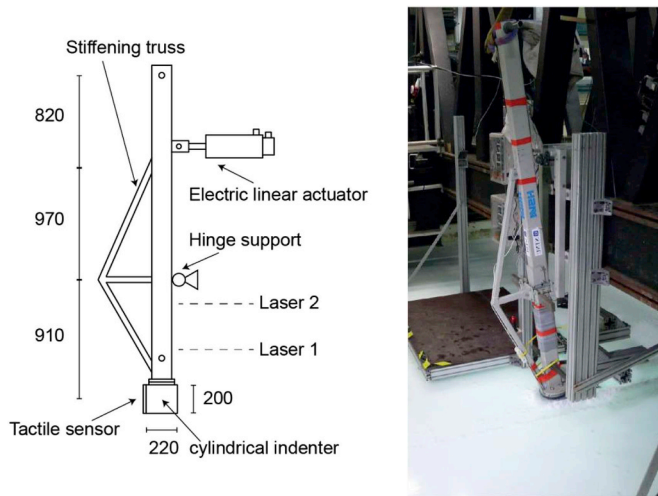 Stiffening truss
820
Electric linear actuator
970
Hinge support
Laser 2
910
Laser 1
200
Tactile sensor
220
cylindrical indenter
HBM